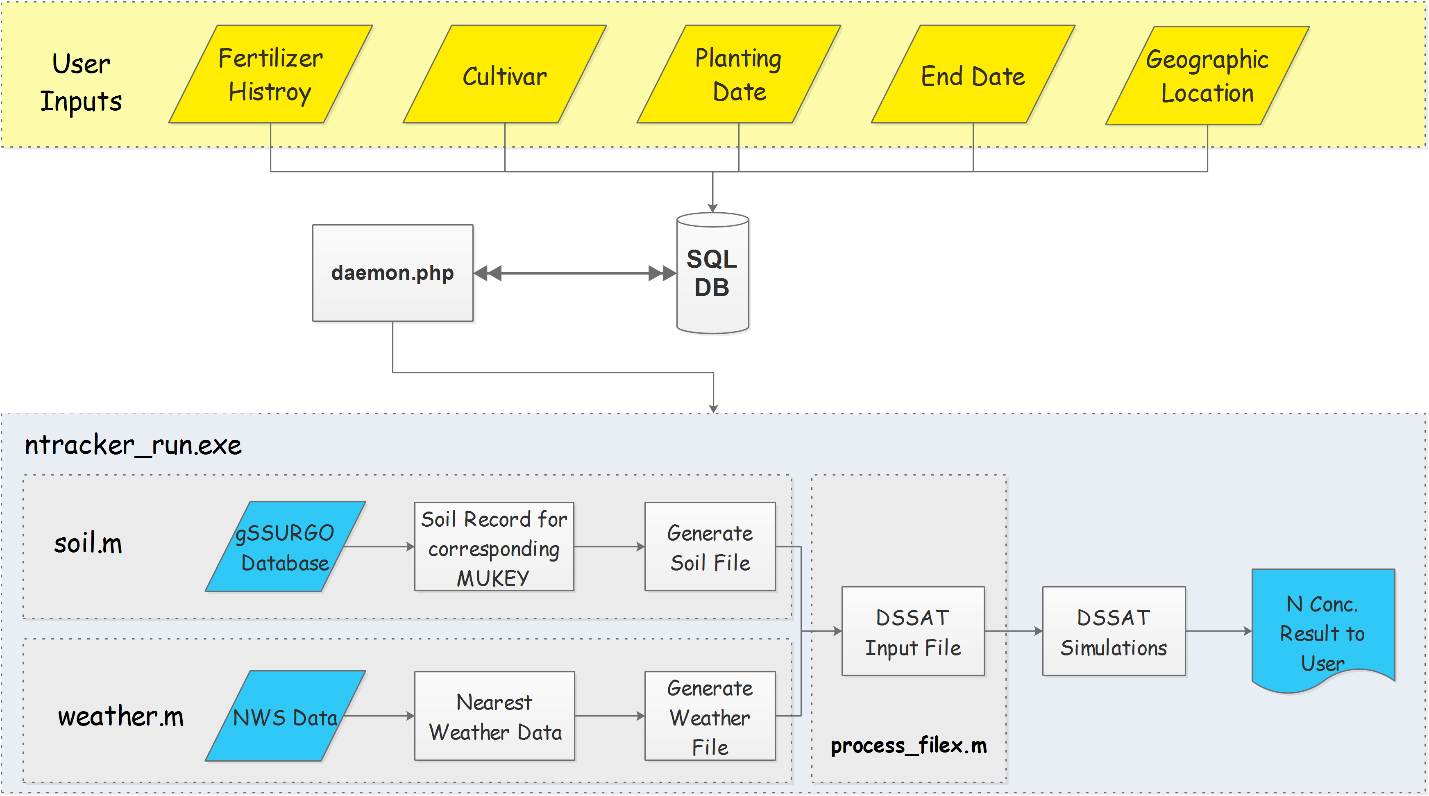 User
Inputs
Fertilizer
Histroy
Cultivar
Planting
Date
End Date
Geographic
Location
daemon.php
SQL
DB
ntracker_run.exe
soil.m
gSSURGO
Database
Soil Record for
corresponding
MUKEY
Generate
Soil File
weather.m
NWS Data
Nearest
Weather Data
Generate
Weather
File
DSSAT
Input File
process_filex.m
DSSAT
Simulations
N Conc.
Result to
User